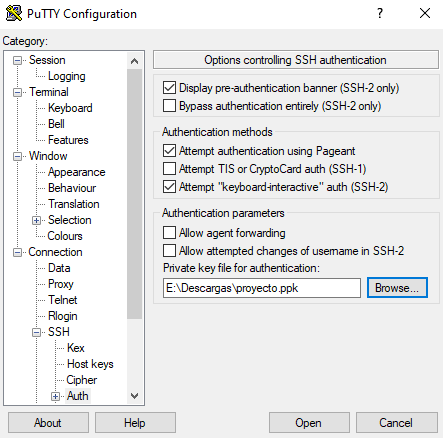 PuTTY Configuration
Category:
Session
Logging
Terminal
Keyboard
Bell
Features
Window
Appearance
Behaviour
Translation
Selection
Colours
Connection
Data
Proxy
Telnet
Rlogin
SSH
Kex
Host keys
Cipher
Auth
Options controlling SSH authentication
Display pre-authentication banner (SSH-2 only)
Bypass authentication entirely (SSH-2 only)
Authentication methods
Attempt authentication using Pageant
Attempt TIS or CryptoCard auth (SSH-1)
Attempt "keyboard-interactive" auth (SSH-2)
Authentication parameters
Allow agent forwarding
Allow attempted changes of username in SSH-2
Private key file for authentication:
E:\Descargas\proyecto.ppk Browse...
About Help Open Cancel